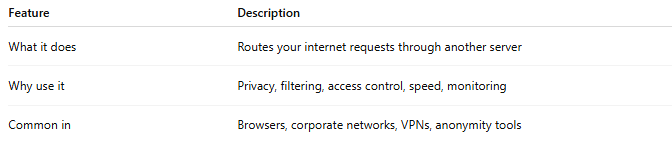 Feature Description
What it does Routes your internet requests through another server
Why use it Privacy, filtering, access control, speed, monitoring
Common in Browsers, corporate networks, VPNs, anonymity tools